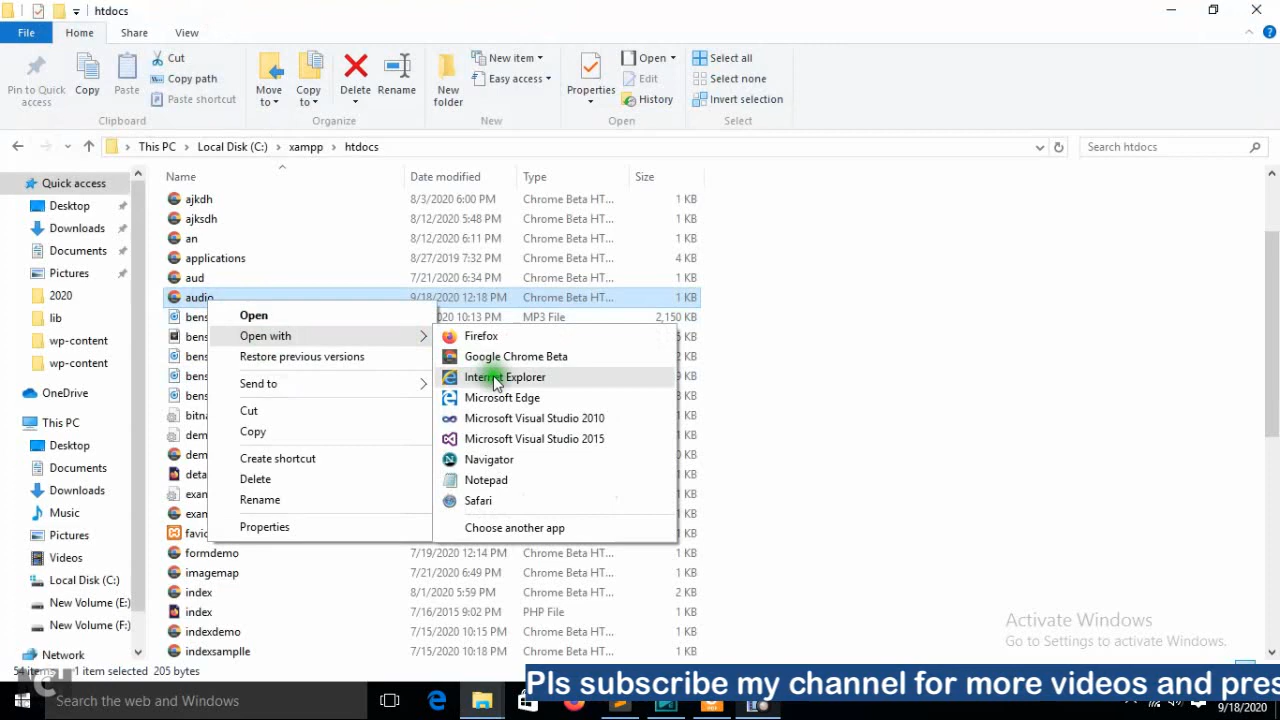 htdocs
File Home Share View
Pin to Quick access
Copy
Paste
Cut
Copy path
Paste shortcut
Clipboard
Move to
Copy to
Delete
Rename
Organize
New folder
New item
Easy access
New
Properties
Open
Edit
History
Open
Select all
Select none
Invert selection
Select
This PC Local Disk (C:) xampp htdocs
Search htdocs
Quick access
Desktop
Downloads
Documents
Pictures
2020
lib
wp-content
wp-content
OneDrive
This PC
Desktop
Documents
Downloads
Music
Pictures
Videos
Local Disk (C:)
New Volume (E:)
New Volume (F:)
Network
Name Date modified Type Size
ajkdh 8/3/2020 6:00 PM Chrome Beta HT... 1 KB
ajksdh 8/12/2020 5:48 PM Chrome Beta HT... 1 KB
an 8/12/2020 6:11 PM Chrome Beta HT... 1 KB
applications 8/27/2019 7:32 PM Chrome Beta HT... 4 KB
aud 7/21/2020 6:34 PM Chrome Beta HT... 1 KB
audio 9/18/2020 12:18 PM Chrome Beta HT... 1 KB
bens 020 10:13 PM MP3 File 2,150 KB
bens
bens
bens
bens
bitna
dem
dem
deta
exan
exan
favic
formdemo 7/19/2020 12:14 PM Chrome Beta HT... 1 KB
imagemap 7/21/2020 6:49 PM Chrome Beta HT... 1 KB
index 8/1/2020 5:59 PM Chrome Beta HT... 2 KB
index 7/16/2015 9:02 PM PHP File 1 KB
indexdemo 7/15/2020 10:15 PM Chrome Beta HT... 1 KB
indexsamplle 7/15/2020 10:18 PM Chrome Beta HT... 1 KB
Open
Open with
Restore previous versions
Send to
Cut
Copy
Create shortcut
Delete
Rename
Properties
Firefox
Google Chrome Beta
Internet Explorer
Microsoft Edge
Microsoft Visual Studio 2010
Microsoft Visual Studio 2015
Navigator
Notepad
Safari
Choose another app
Activate Windows
Go to Settings to activate Windows.
1 item selected 205 bytes
Pls subscribe my channel for more videos and pres
Search the web and Windows
9/18/2020